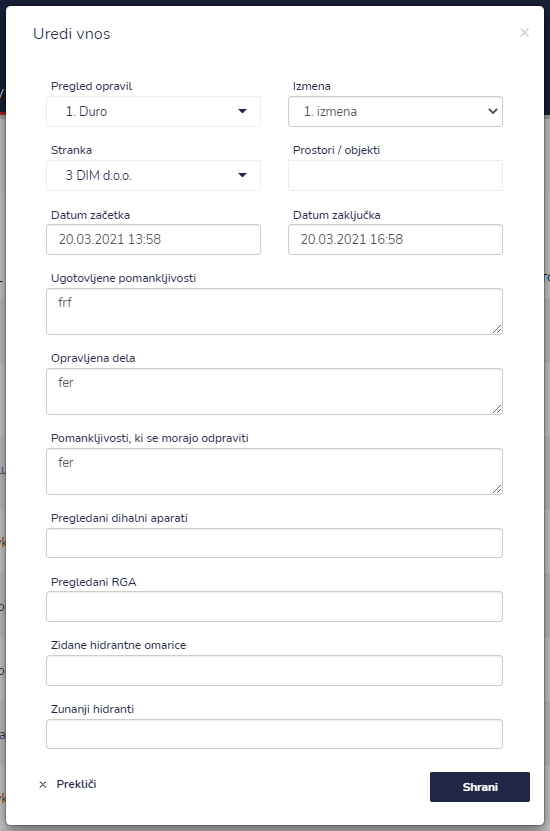 Uredi vnos
×
Pregled opravil
Izmena
1. Duro
1. izmena
Stranka
Prostori / objekti
3 DIM d.o.o.
Datum začetka
Datum zaključka
20.03.2021 13:58
20.03.2021 16:58
Ugotovljene pomankljivosti
frf
Opravljena dela
fer
Pomankljivosti, ki se morajo odpraviti
fer
Pregledani dihalni aparati
Pregledani RGA
Zidane hidrantne omarice
Zunanji hidranti
× Prekliči
Shrani